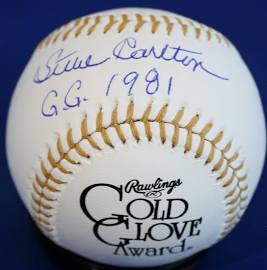 Steve Carlton
G.G. 1981
Rawlings
GOLD GLOVE
Award